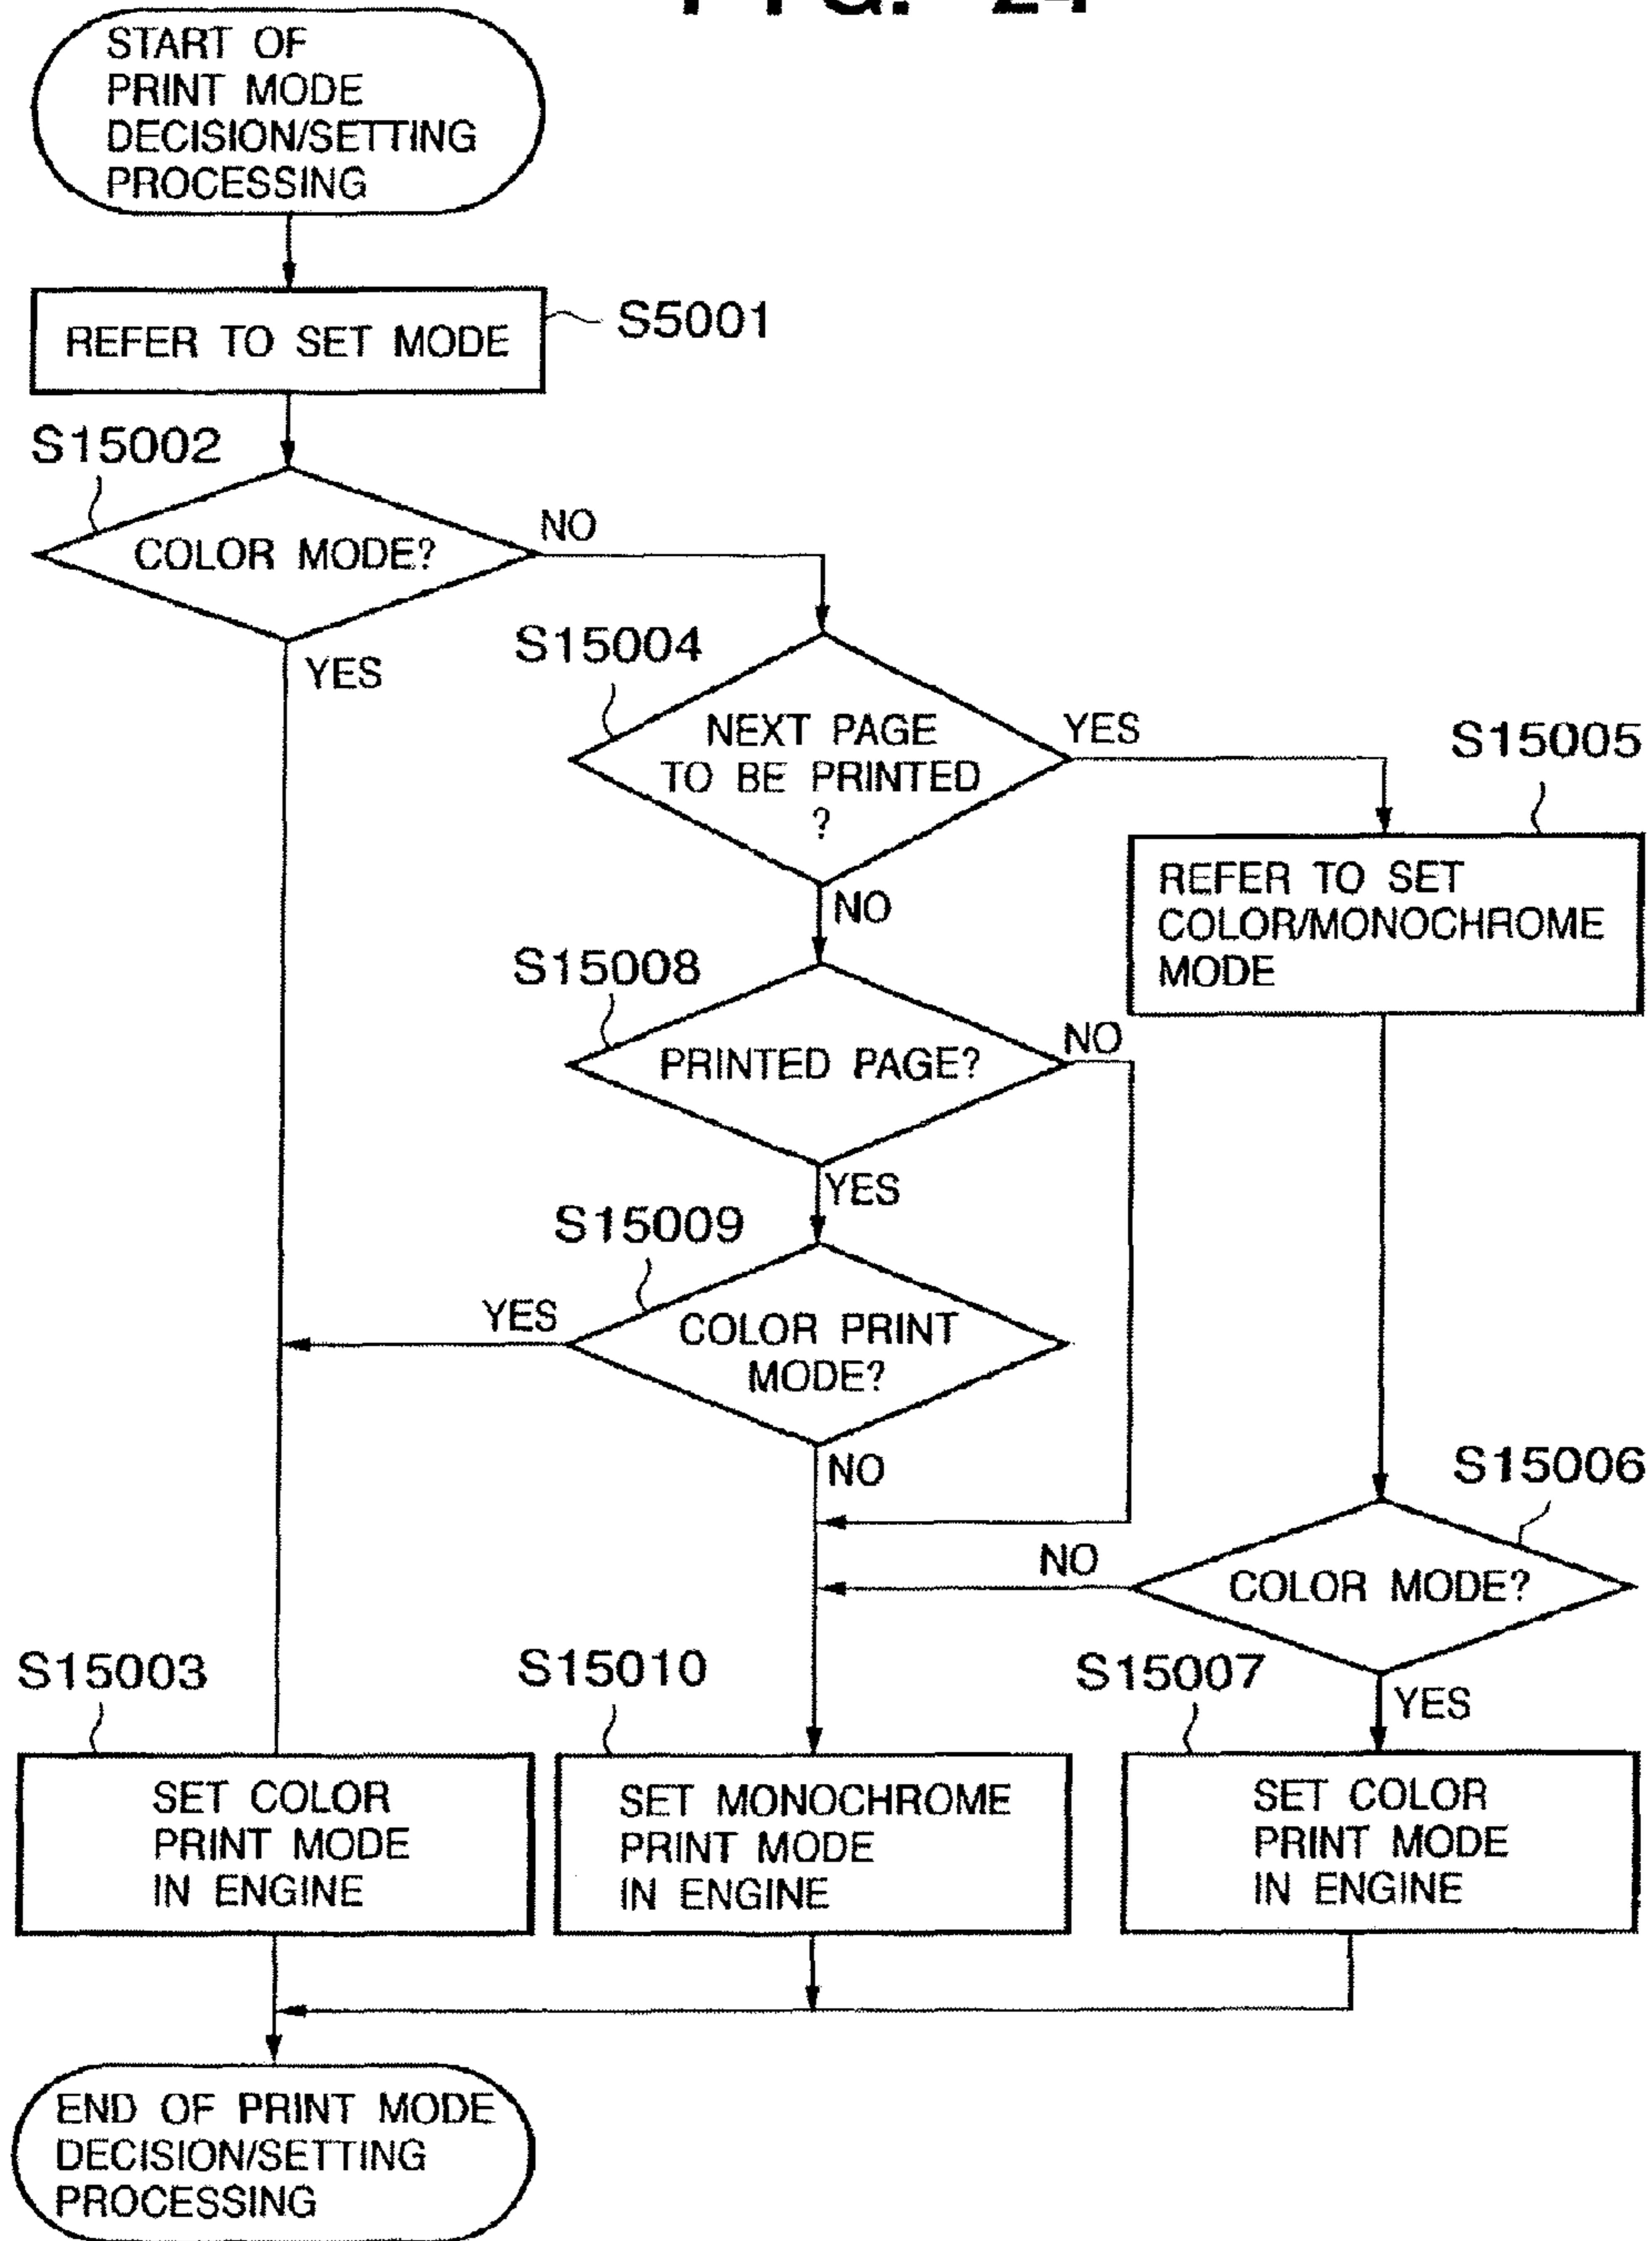 START OF
PRINT MODE
DECISION/SETTING
PROCESSING
REFER TO SET MODE
S5001
S15002
COLOR MODE?
NO
YES
S15004
NEXT PAGE
TO BE PRINTED
?
YES
NO
S15005
REFER TO SET
COLOR/MONOCHROME
MODE
S15008
PRINTED PAGE?
NO
YES
S15009
COLOR PRINT
MODE?
YES
NO
S15006
COLOR MODE?
NO
YES
S15003
SET COLOR
PRINT MODE
IN ENGINE
S15010
SET MONOCHROME
PRINT MODE
IN ENGINE
S15007
SET COLOR
PRINT MODE
IN ENGINE
END OF PRINT MODE
DECISION/SETTING
PROCESSING